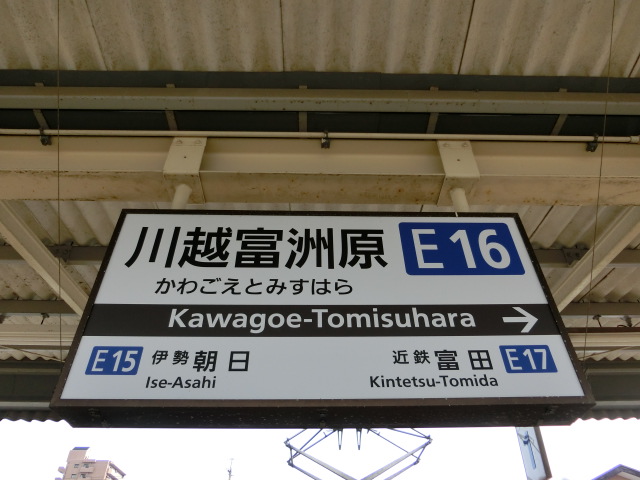 川越富洲原 E16
かわごえとみすはら
Kawagoe-Tomisuhara →
E15 伊勢朝日 近鉄富田 E17
Ise-Asahi Kintetsu-Tomida